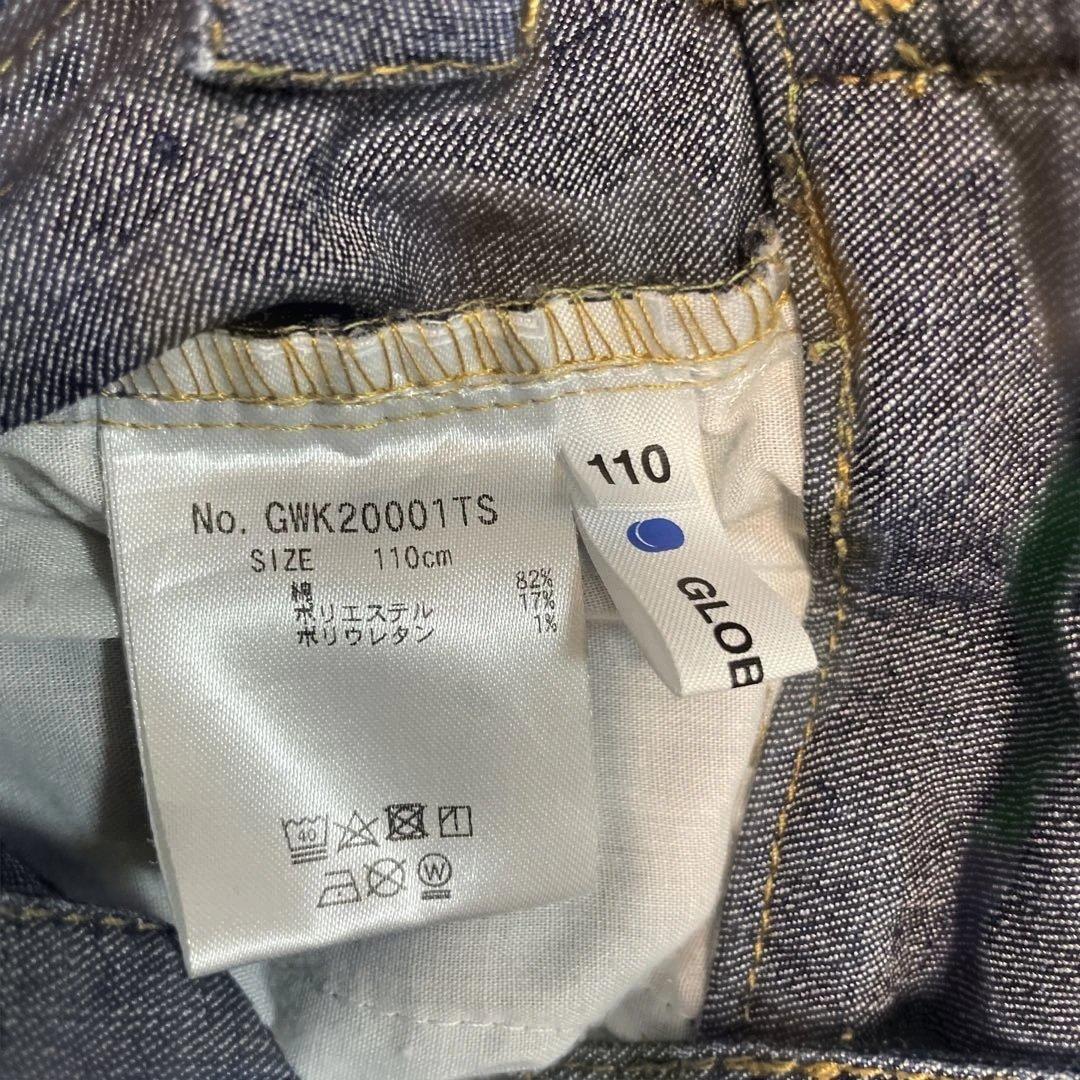 No. GWK20001TS
SIZE 110cm
綿 82%
ポリエステル 17%
ポリウレタン 1%
110
GLOB
W